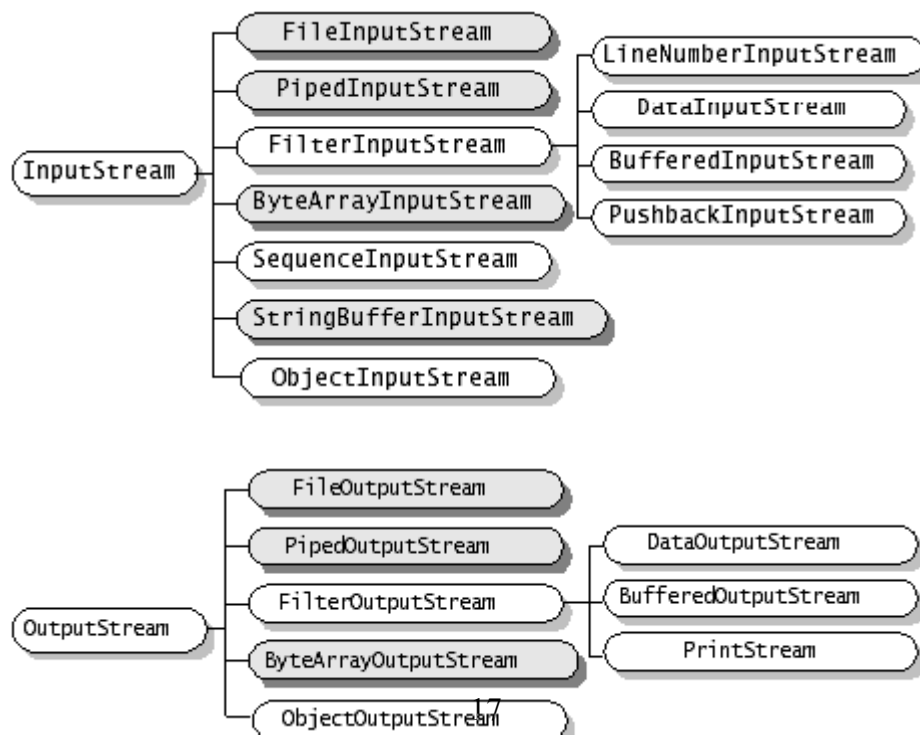 FileInputStream
PipedInputStream
FilterInputStream
InputStream
ByteArrayInputStream
SequenceInputStream
StringBufferInputStream
ObjectInputStream
LineNumberInputStream
DataInputStream
BufferedInputStream
PushbackInputStream
FileOutputStream
PipedOutputStream
FilterOutputStream
OutputStream
ByteArrayOutputStream
ObjectOutputStream
DataOutputStream
BufferedOutputStream
PrintStream
17